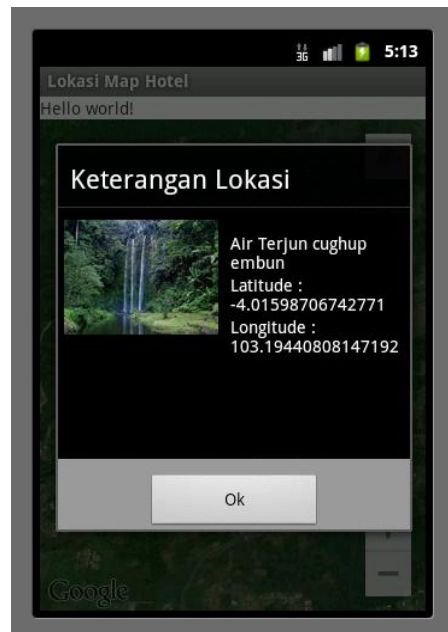 3G 5:13
Lokasi Map Hotel
Hello world!
Keterangan Lokasi
Air Terjun cughup
embun
Latitude :
-4.01598706742771
Longitude :
103.19440808147192
Ok
Google